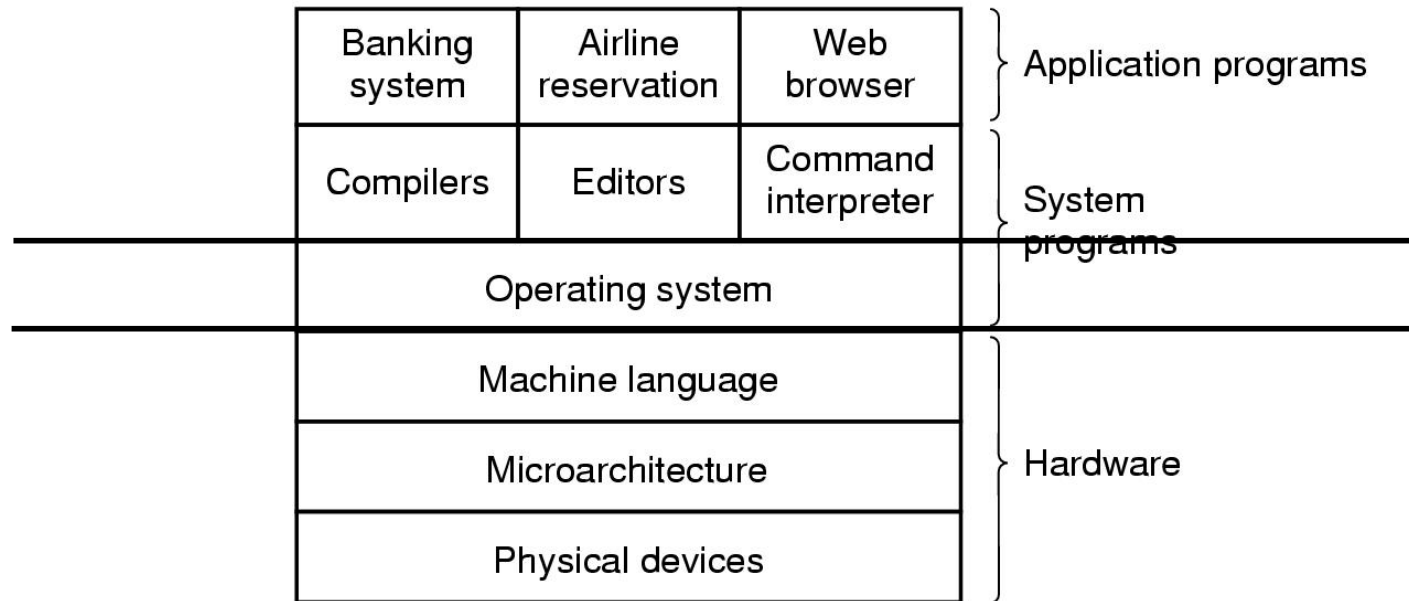 Banking
system
Airline
reservation
Web
browser
Application programs
Compilers
Editors
Command
interpreter
System
programs
Operating system
Machine language
Microarchitecture
Hardware
Physical devices